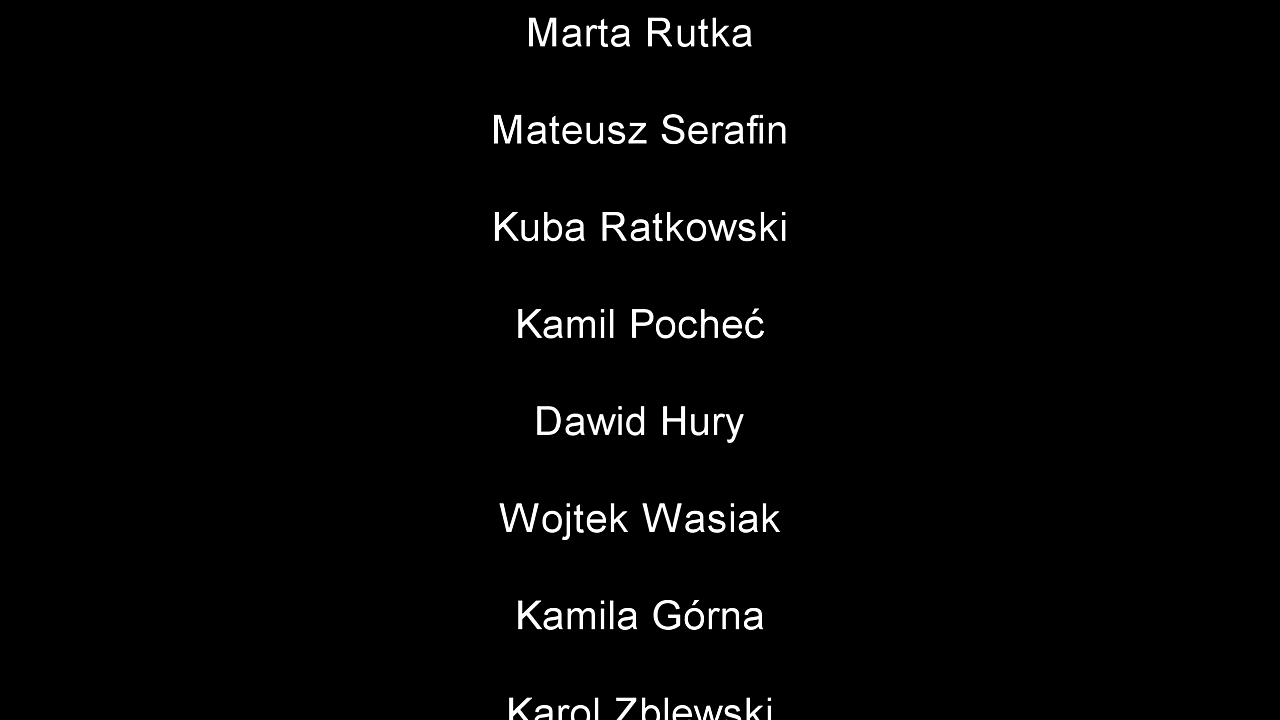 Marta Rutka
Mateusz Serafin
Kuba Ratkowski
Kamil Pocheć
Dawid Hury
Wojtek Wasiak
Kamila Górna
Karol Zblewski